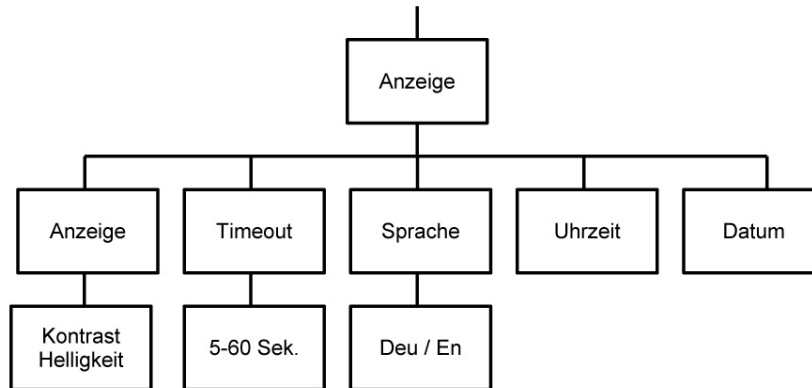 Anzeige
Anzeige
Timeout
Sprache
Uhrzeit
Datum
Kontrast
Helligkeit
5-60 Sek.
Deu / En